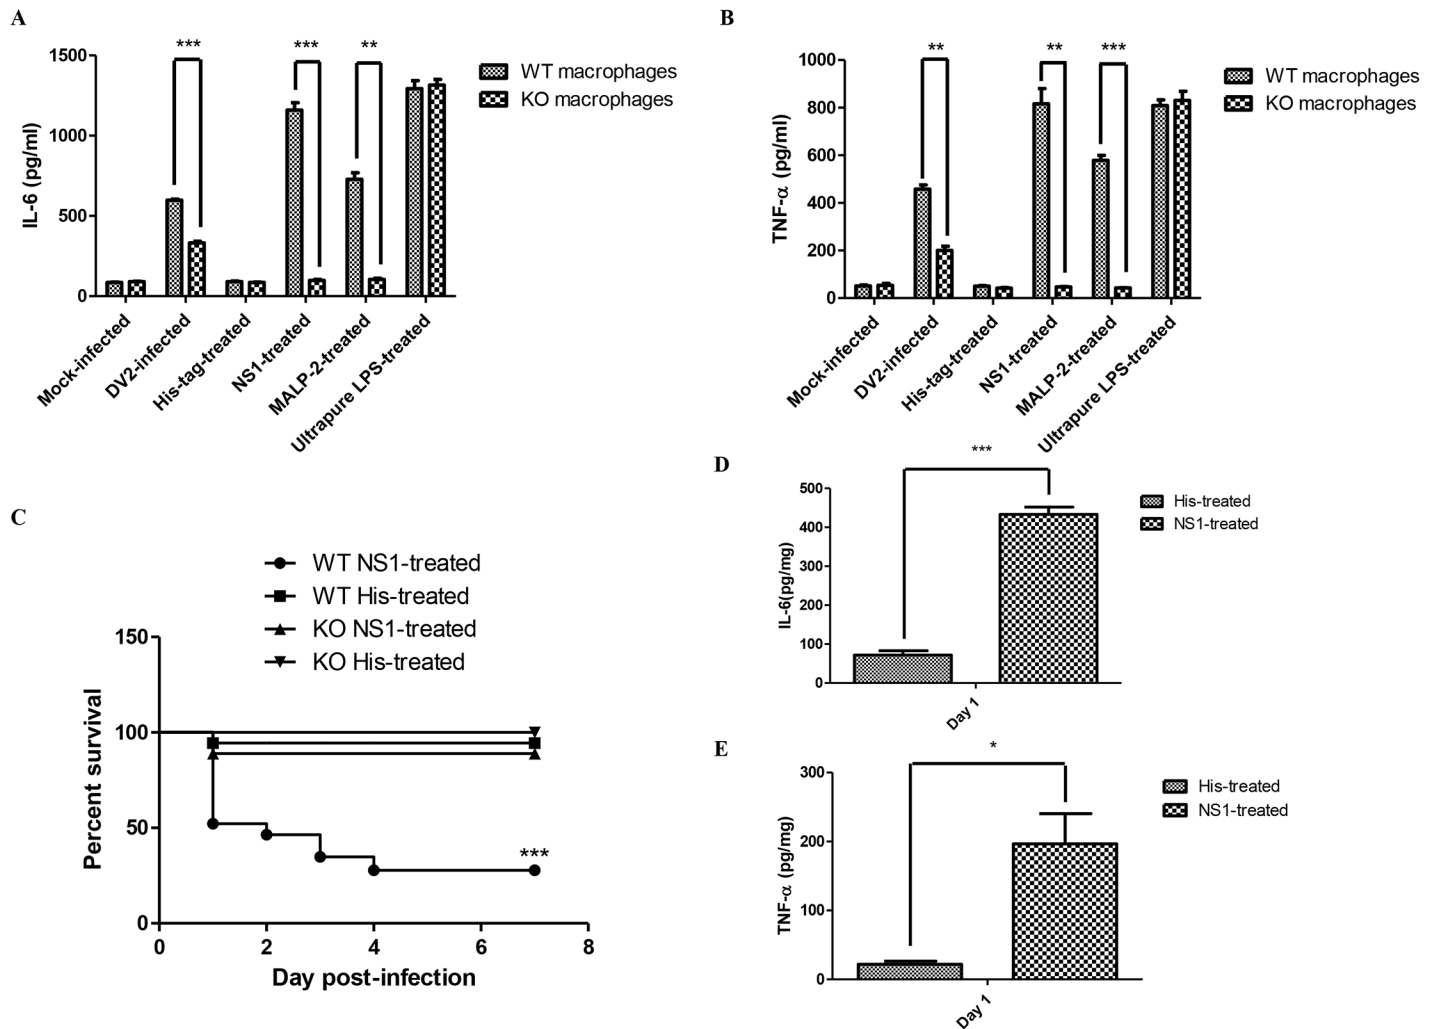 A
***
***
**
1500
1000
500
0
IL-6 (pg/ml)
WT macrophages
KO macrophages
Mock-infected
DV2-infected
His-tag-treated
NS1-treated
MALP-2-treated
Ultrapure LPS-treated
B
**
**
***
1000
800
600
400
200
0
TNF-α (pg/ml)
WT macrophages
KO macrophages
Mock-infected
DV2-infected
His-tag-treated
NS1-treated
MALP-2-treated
Ultrapure LPS-treated
C
WT NS1-treated
WT His-treated
KO NS1-treated
KO His-treated
150
100
50
0
Percent survival
***
0 2 4 6 8
Day post-infection
D
***
500
400
300
200
100
0
IL-6(pg/mg)
His-treated
NS1-treated
Day 1
E
*
300
200
100
0
TNF-α (pg/mg)
His-treated
NS1-treated
Day 1